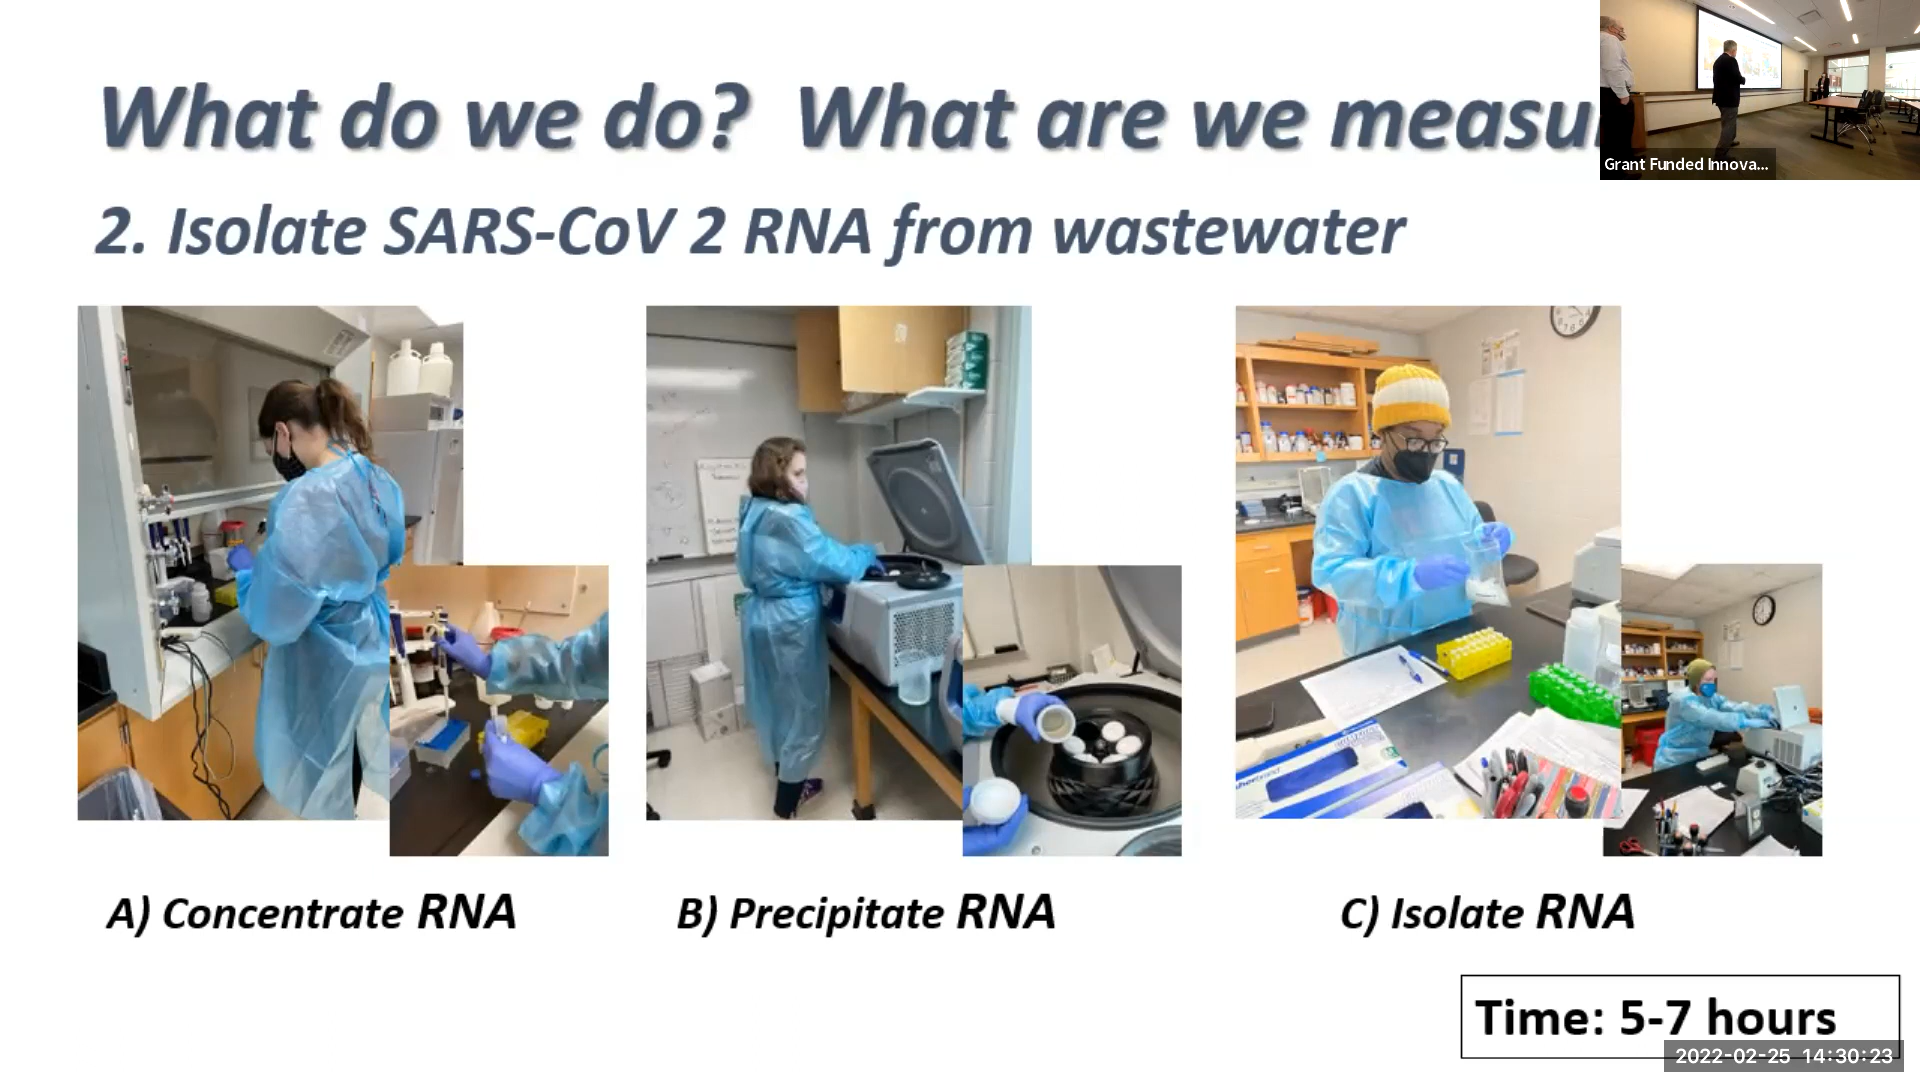 What do we do?  What are we measu
Grant Funded Innova...
2. Isolate SARS-CoV 2 RNA from wastewater
A) Concentrate RNA
B) Precipitate RNA
C) Isolate RNA
Time: 5-7 hours
2022-02-25 14:30:23